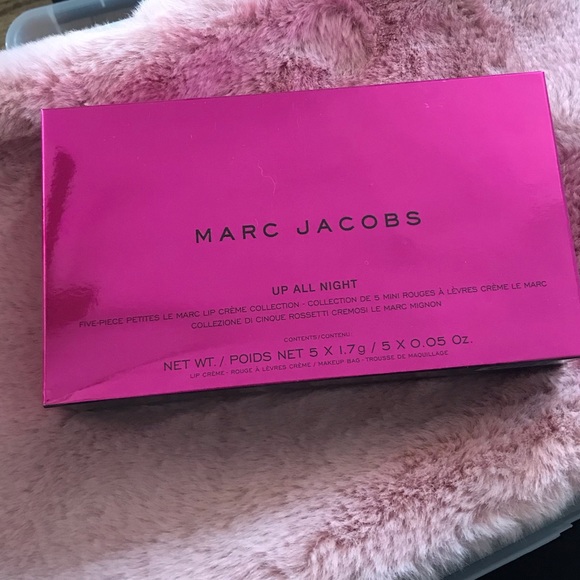 MARC JACOBS
UP ALL NIGHT
FIVE-PIECE PETITES LE MARC LIP CRÈME COLLECTION - COLLECTION DE 5 MINI ROUGES À LÈVRES CRÈME LE MARC
COLLEZIONE DI CINQUE ROSSETTI CREMOSI LE MARC MIGNON
CONTENTS/CONTENU
NET WT. / POIDS NET 5 X 1.7g / 5 X 0.05 Oz.
LIP CRÈME - ROUGE À LÈVRES CRÈME / MAKEUP BAG - TROUSSE DE MAQUILLAGE